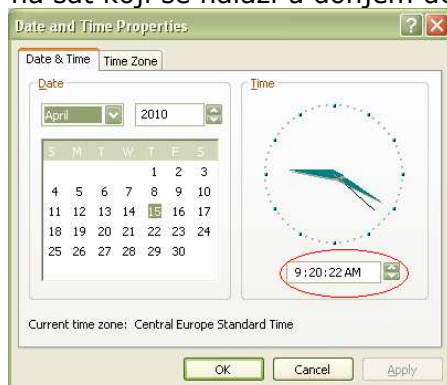 na sat koji se nalazi u donjem de
Date and Time Properties
Date & Time Time Zone
Date
April 2010
S M T W T F S
1 2 3
4 5 6 7 8 9 10
11 12 13 14 15 16 17
18 19 20 21 22 23 24
25 26 27 28 29 30
Time
9:20:22 AM
Current time zone: Central Europe Standard Time
OK Cancel Apply